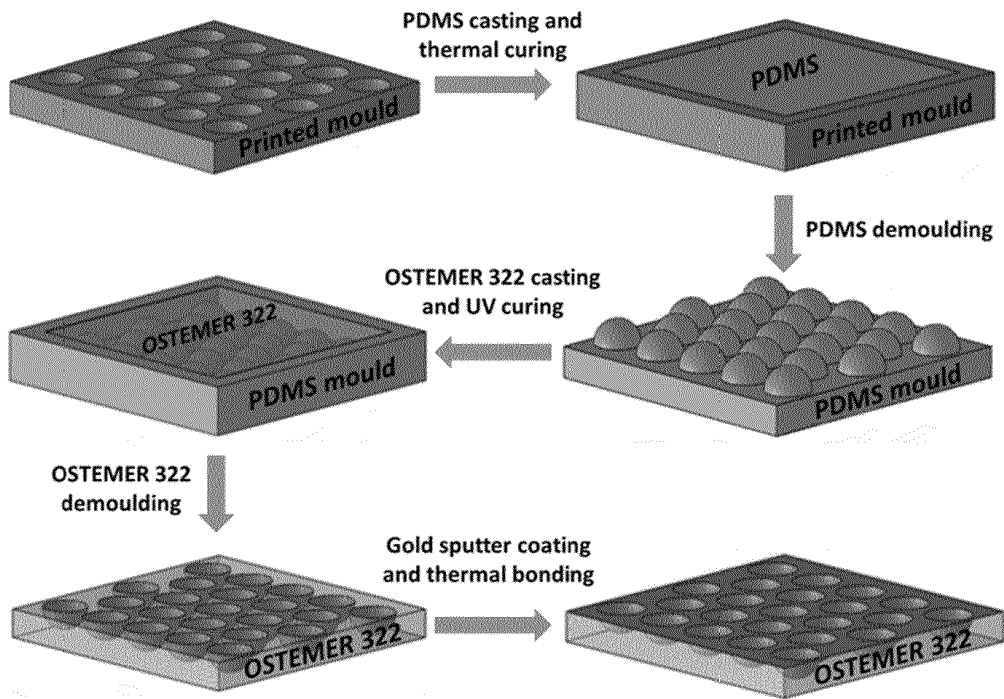 PDMS casting and
thermal curing
Printed mould
PDMS
Printed mould
PDMS demoulding
OSTEMER 322 casting
and UV curing
OSTEMER 322
PDMS mould
PDMS mould
OSTEMER 322
demoulding
Gold sputter coating
and thermal bonding
OSTEMER 322
OSTEMER 322